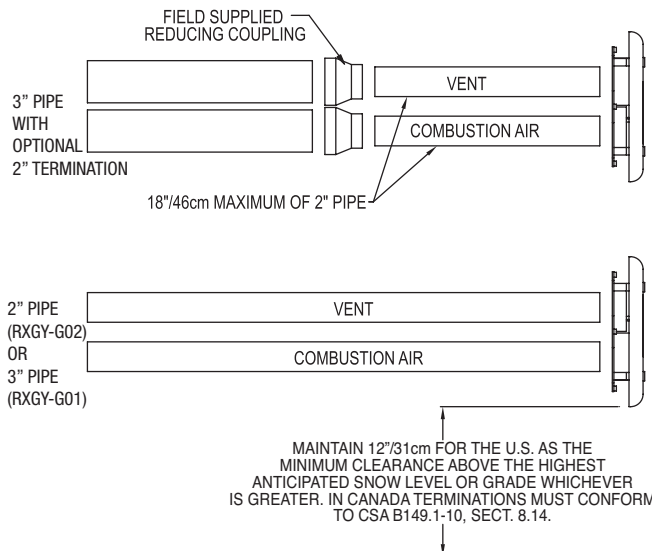 FIELD SUPPLIED
REDUCING COUPLING
VENT
3” PIPE
WITH
OPTIONAL
2” TERMINATION
COMBUSTION AIR
18"/46cm MAXIMUM OF 2" PIPE
2” PIPE
(RXGY-G02)
OR
3” PIPE
(RXGY-G01)
VENT
COMBUSTION AIR
MAINTAIN 12"/31cm FOR THE U.S. AS THE
MINIMUM CLEARANCE ABOVE THE HIGHEST
ANTICIPATED SNOW LEVEL OR GRADE WHICHEVER
IS GREATER. IN CANADA TERMINATIONS MUST CONFORM
TO CSA B149.1-10, SECT. 8.14.